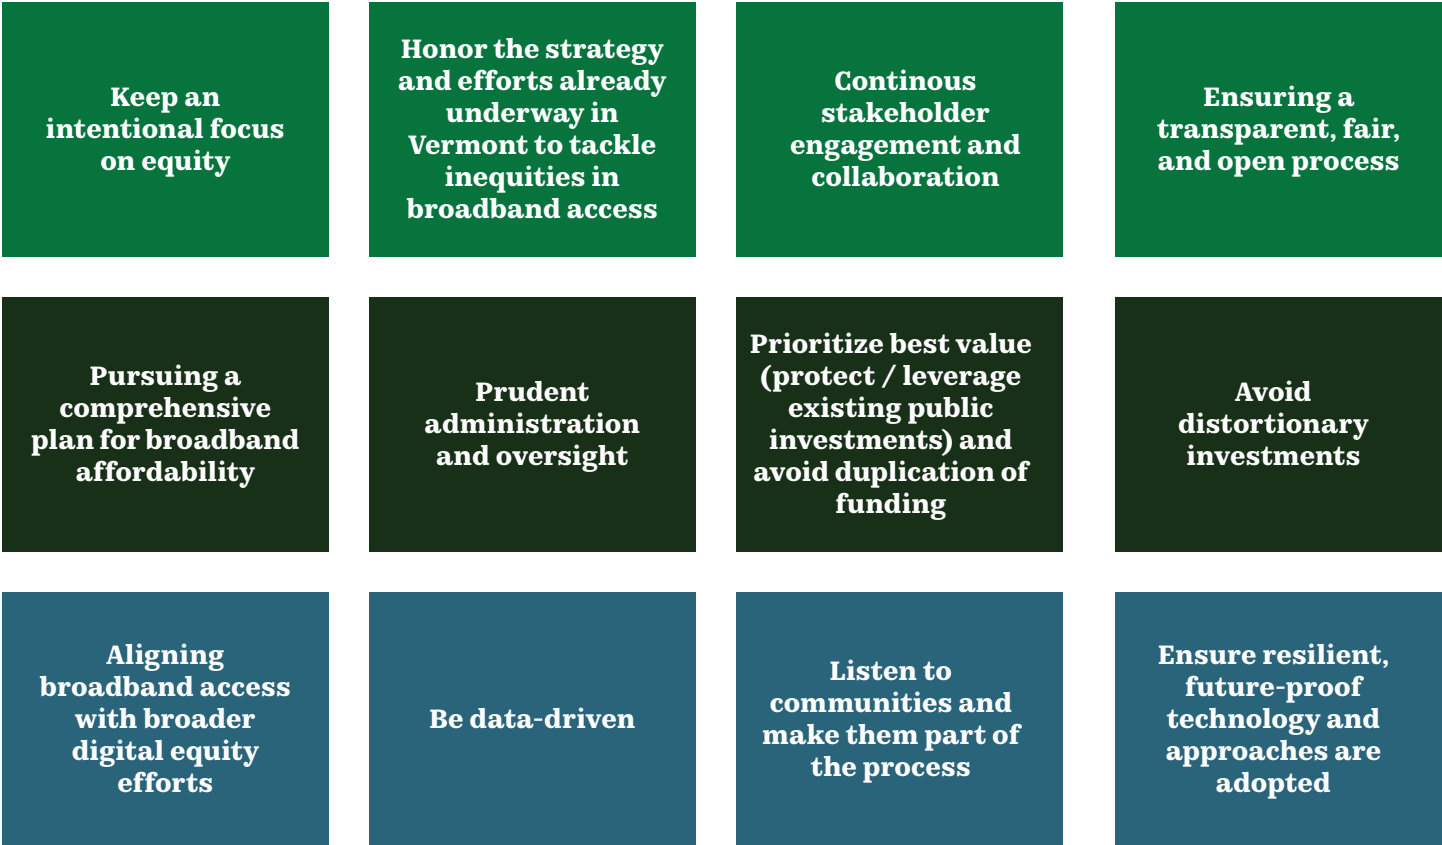 Keep an
intentional focus
on equity
Honor the strategy
and efforts already
underway in
Vermont to tackle
inequities in
broadband access
Continous
stakeholder
engagement and
collaboration
Ensuring a
transparent, fair,
and open process
Pursuing a
comprehensive
plan for broadband
affordability
Prudent
administration
and oversight
Prioritize best value
(protect / leverage
existing public
investments) and
avoid duplication of
funding
Avoid
distortionary
investments
Aligning
broadband access
with broader
digital equity
efforts
Be data-driven
Listen to
communities and
make them part of
the process
Ensure resilient,
future-proof
technology and
approaches are
adopted